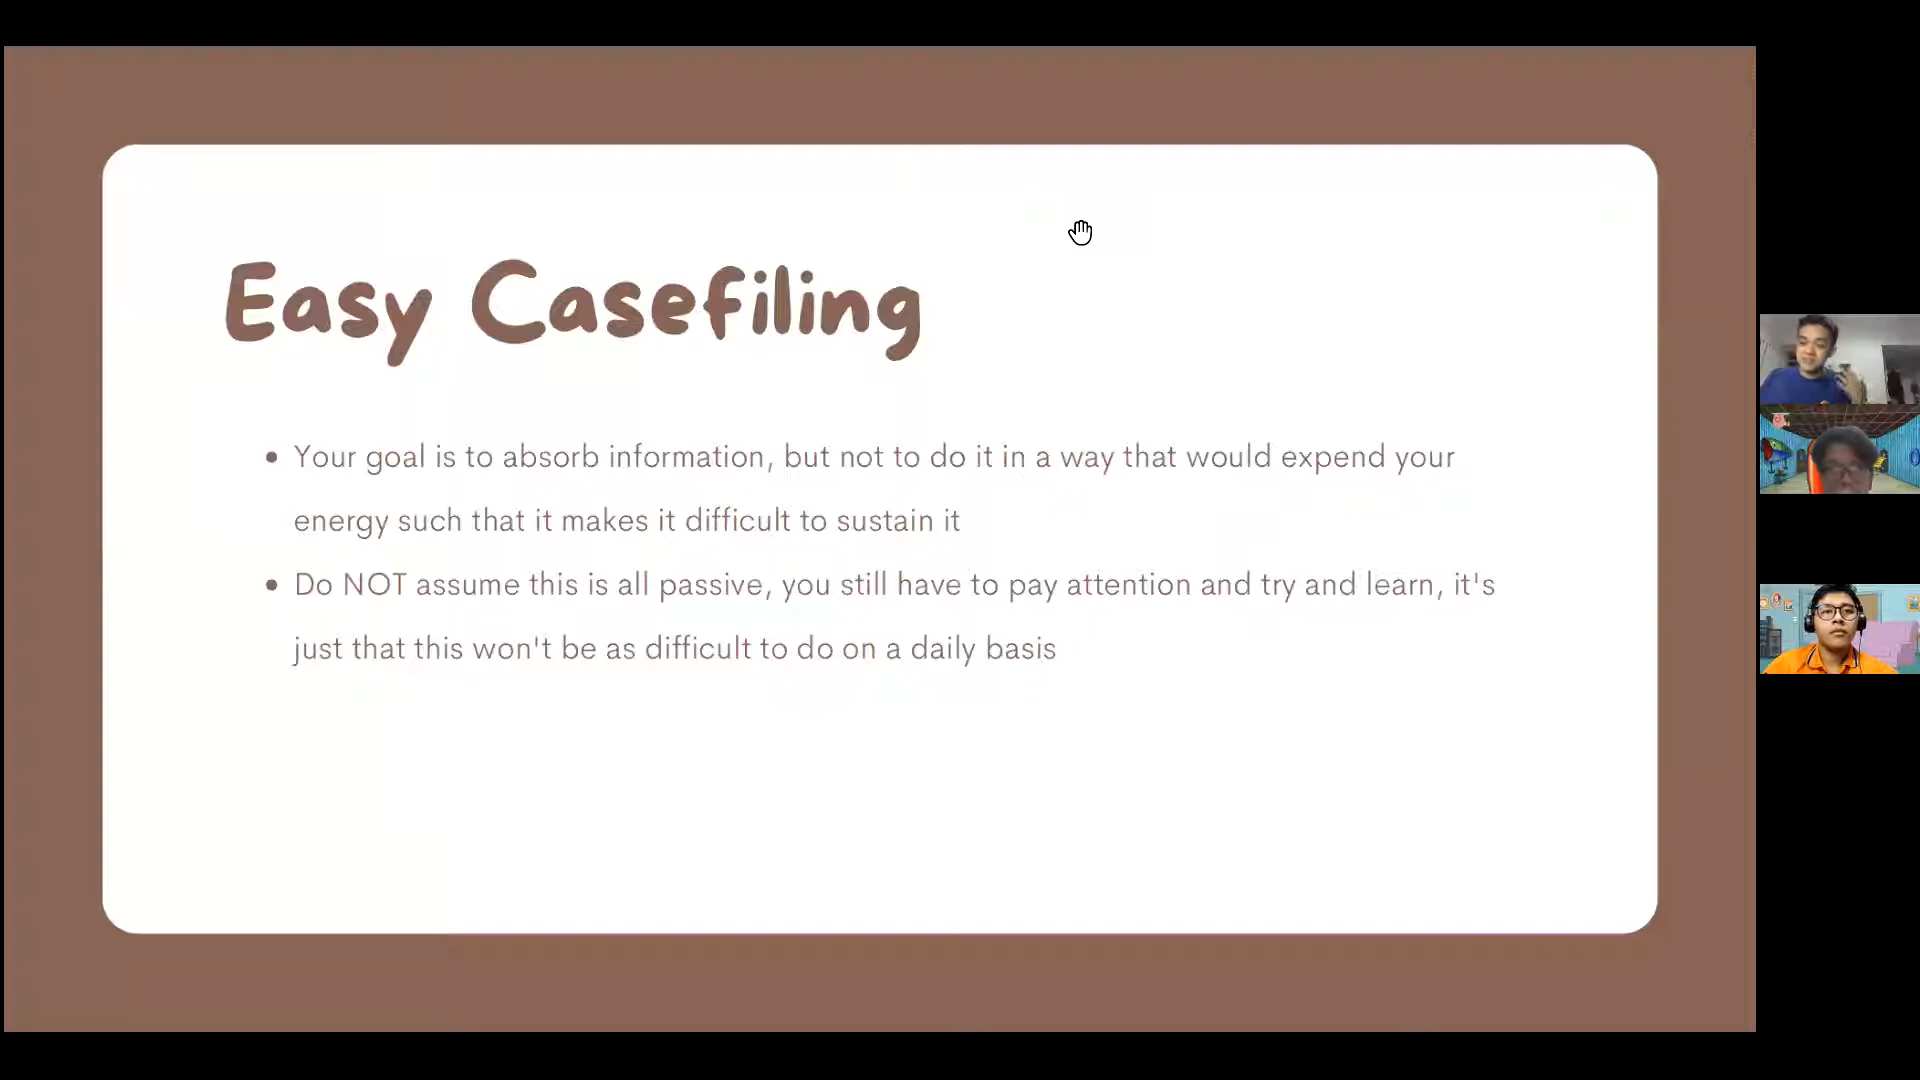 Easy Casefiling
Your goal is to absorb information, but not to do it in a way that would expend your
energy such that it makes it difficult to sustain it
Do NOT assume this is all passive, you still have to pay attention and try and learn, it's
just that this won't be as difficult to do on a daily basis